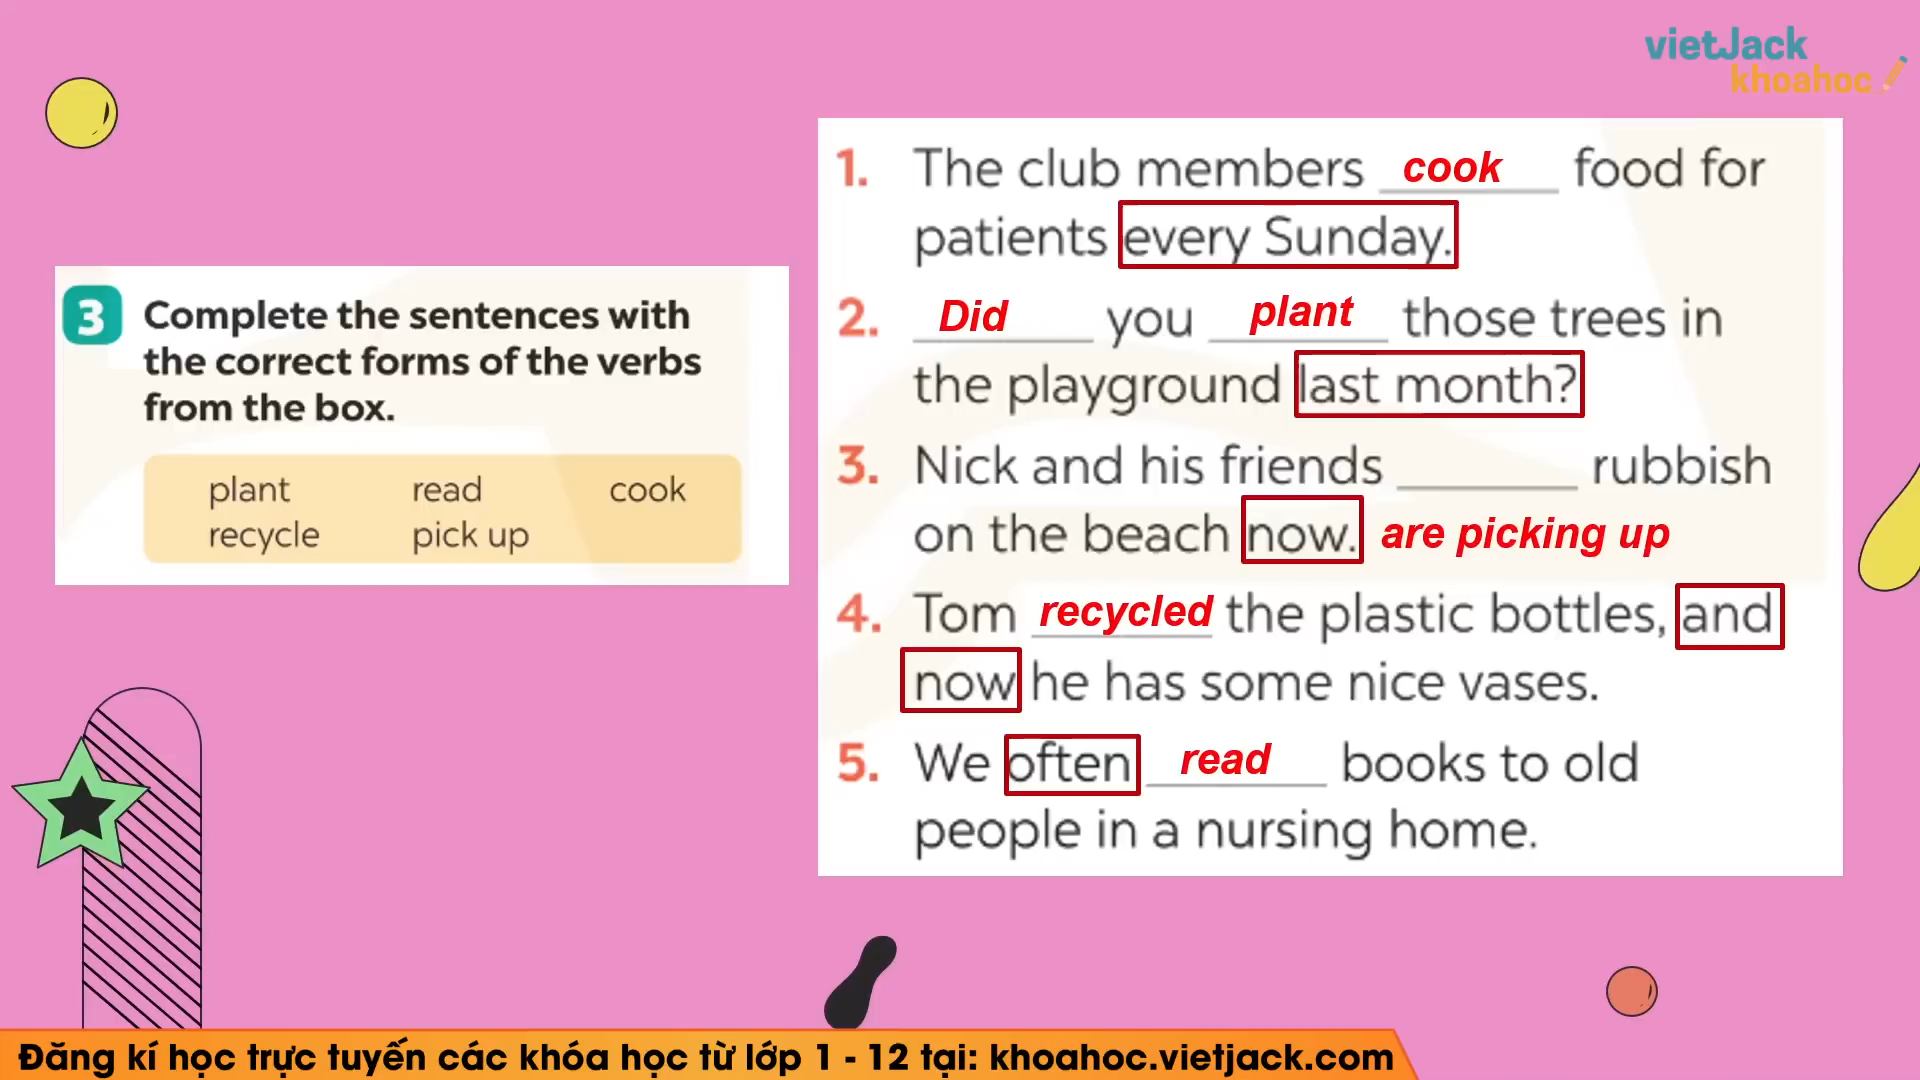 vietJack
khoahoc
3 Complete the sentences with
the correct forms of the verbs
from the box.
plant read cook
recycle pick up
1. The club members cook food for
patients every Sunday.
2. Did you plant those trees in
the playground last month?
3. Nick and his friends ______ rubbish
on the beach now. are picking up
4. Tom recycled the plastic bottles, and
now he has some nice vases.
5. We often read books to old
people in a nursing home.
Đăng kí học trực tuyến các khóa học từ lớp 1 - 12 tại: khoahoc.vietjack.com